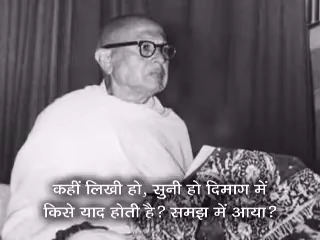 कहीं लिखी हो, सुनी हो दिमाग में
किसे याद होती है? समझ में आया?